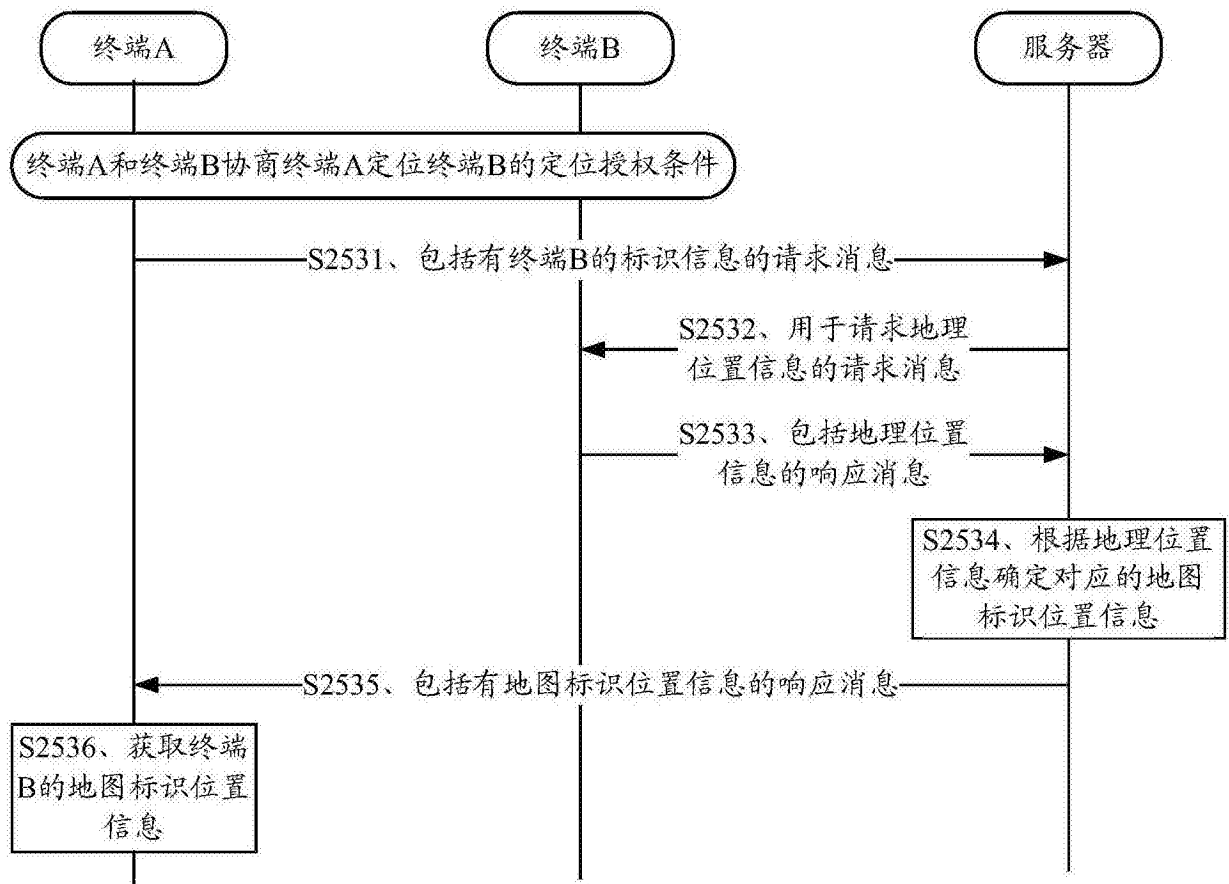 终端A
终端B
服务器
终端A和终端B协商终端A定位终端B的定位授权条件
S2531、包括有终端B的标识信息的请求消息
S2532、用于请求地理
位置信息的请求消息
S2533、包括地理位置
信息的响应消息
S2534、根据地理位置
信息确定对应的地图
标识位置信息
S2535、包括有地图标识位置信息的响应消息
S2536、获取终端
B的地图标识位置
信息